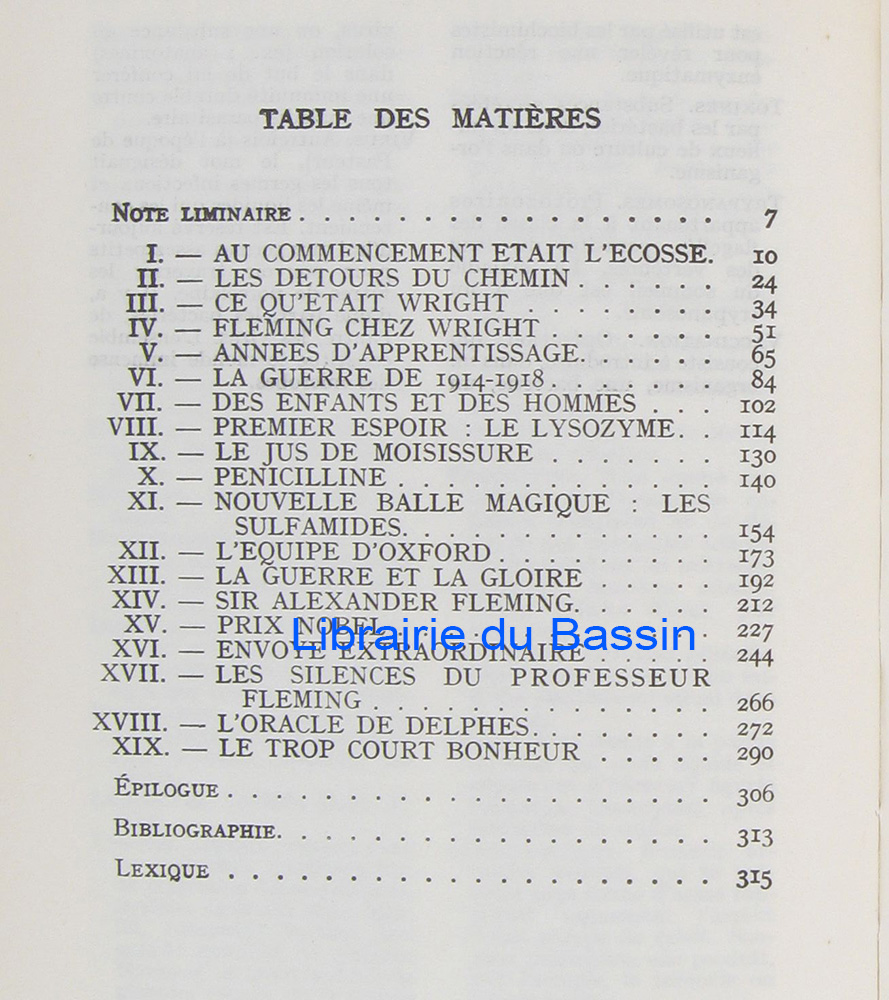 TABLE DES MATIÈRES
NOTE LIMINAIRE . . . . . . . . . . . . . . . . . . 7
I. — AU COMMENCEMENT ETAIT L'ECOSSE. 10
II. — LES DETOURS DU CHEMIN . . . . . . 24
III. — CE QU'ETAIT WRIGHT . . . . . . . . 34
IV. — FLEMING CHEZ WRIGHT . . . . . . . 51
V. — ANNEES D'APPRENTISSAGE. . . . . . 65
VI. — LA GUERRE DE 1914-1918 . . . . . . . 84
VII. — DES ENFANTS ET DES HOMMES . . . 102
VIII. — PREMIER ESPOIR : LE LYSOZYME. . 114
IX. — LE JUS DE MOISISSURE . . . . . . . 130
X. — PENICILLINE . . . . . . . . . . . . . 140
XI. — NOUVELLE BALLE MAGIQUE : LES
SULFAMIDES. . . . . . . . . . . . . 154
XII. — L'EQUIPE D'OXFORD . . . . . . . . . 173
XIII. — LA GUERRE ET LA GLOIRE . . . . . 192
XIV. — SIR ALEXANDER FLEMING. . . . . . 212
XV. — PRIX NOBEL . . . . . . . . . . . . . 227
Librairie du Bassin
XVI. — ENVOYE EXTRAORDINAIRE . . . . . 244
XVII. — LES SILENCES DU PROFESSEUR
FLEMING . . . . . . . . . . . . . . 266
XVIII. — L'ORACLE DE DELPHES. . . . . . . . 272
XIX. — LE TROP COURT BONHEUR . . . . . 290
ÉPILOGUE . . . . . . . . . . . . . . . . . . . . 306
BIBLIOGRAPHIE. . . . . . . . . . . . . . . . . . 313
LEXIQUE . . . . . . . . . . . . . . . . . . . . 315